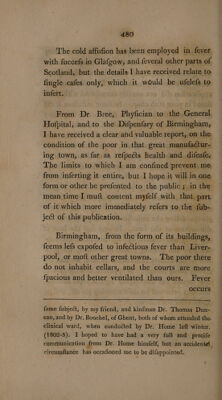 480
The cold affuſion has been employed in fever
with ſucceſs in Glaſgow, and ſeveral other parts of
Scotland, but the details I have received relate to
ſingle caſes only, which it would be uſeleſs to
inſert.
From Dr. Bree, Phyſician to the General
Hoſpital, and to the Diſpenſary of Birmingham,
I have received a clear and valuable report, on the
condition of the poor in that great manufactur-
ing town, as far as reſpects health and diſeaſe.
The limits to which I am confined prevent me
from inſerting it entire, but I hope it will in one
form or other be preſented to the public; in the
mean time I muſt content myſelf with that part
of it which more immediately refers to the ſub-
ject of this publication.
Birmingham, from the form of its buildings,
ſeems leſs expoſed to infectious fever than Liver-
pool, or moſt other great towns. The poor there
do not inhabit cellars, and the courts are more
ſpacious and better ventilated than ours. Fever
occurs
ſame ſubject, by my friend, and kinſman Dr. Thomas Dun-
can, and by Dr. Bouchel, of Ghent, both of whom attended the
clinical ward, when conducted by Dr. Home laſt winter.
(1802-3). I hoped to have had a very full and preciſe
communication from Dr. Home himſelf, but an accidental
circumſtance has occaſioned me to be diſappointed.